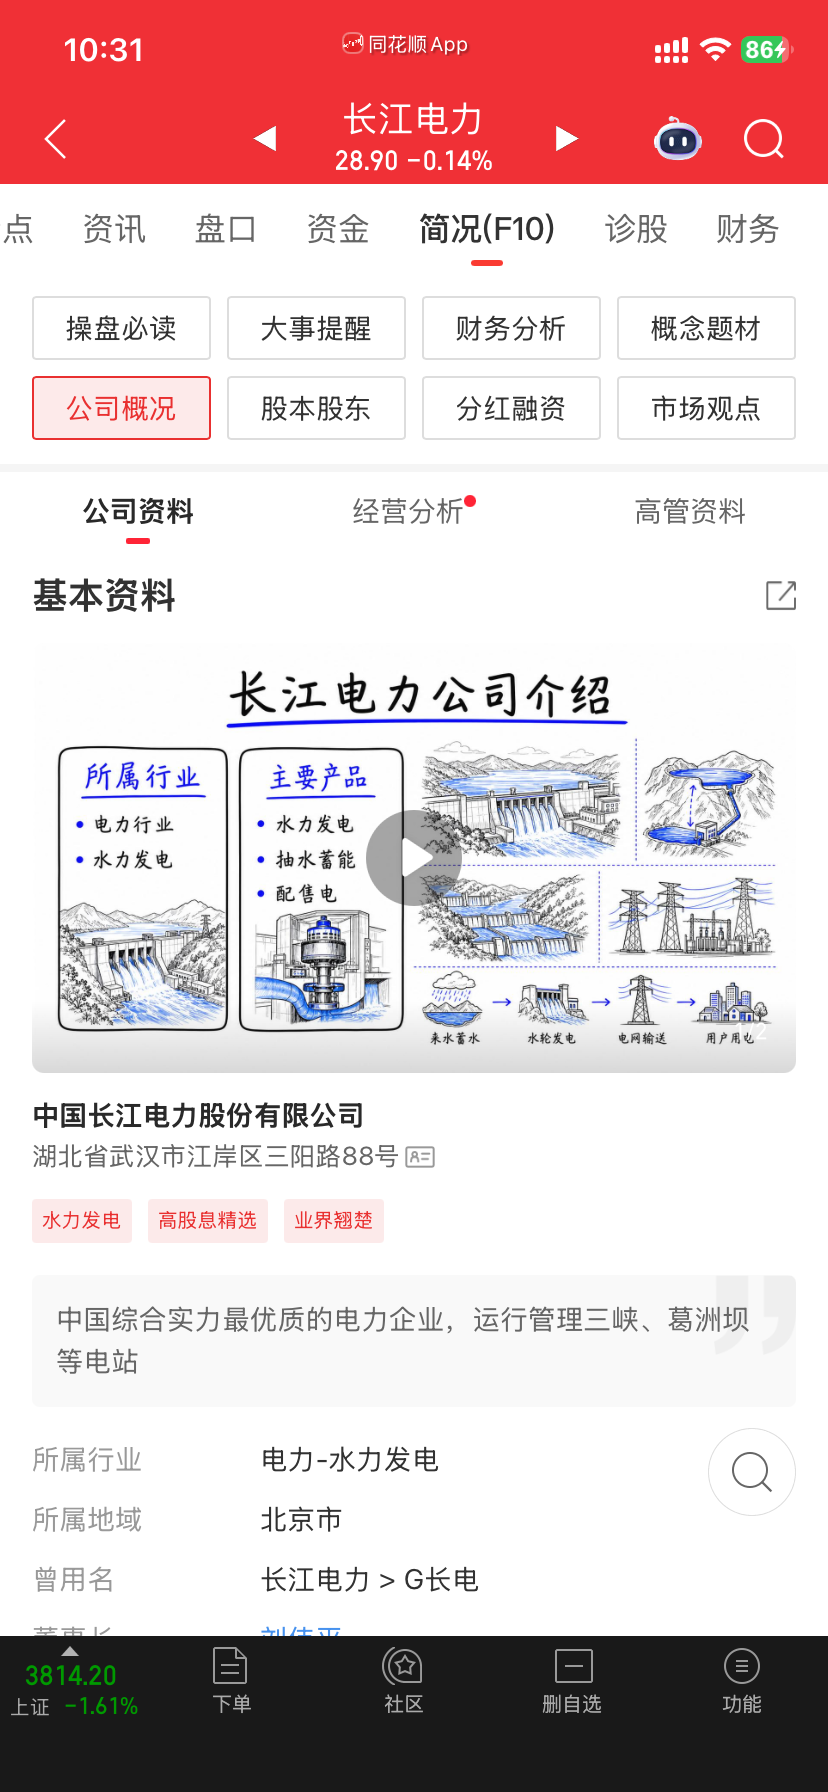 10:31
同花顺App
86
长江电力
28.90 -0.14%
点 资讯 盘口 资金 简况(F10) 诊股 财务
操盘必读 大事提醒 财务分析 概念题材
公司概况 股本股东 分红融资 市场观点
公司资料 经营分析 高管资料
基本资料
长江电力公司介绍
所属行业
• 电力行业
• 水力发电
主要产品
• 水力发电
• 抽水蓄能
• 配售电
来水蓄水 水轮发电 电网输送 用户用电
中国长江电力股份有限公司
湖北省武汉市江岸区三阳路88号
水力发电 高股息精选 业界翘楚
中国综合实力最优质的电力企业，运行管理三峡、葛洲坝
等电站
所属行业 电力-水力发电
所属地域 北京市
曾用名 长江电力 > G长电
董事长 刘伟平
3814.20
上证 -1.61%
下单 社区 删自选 功能